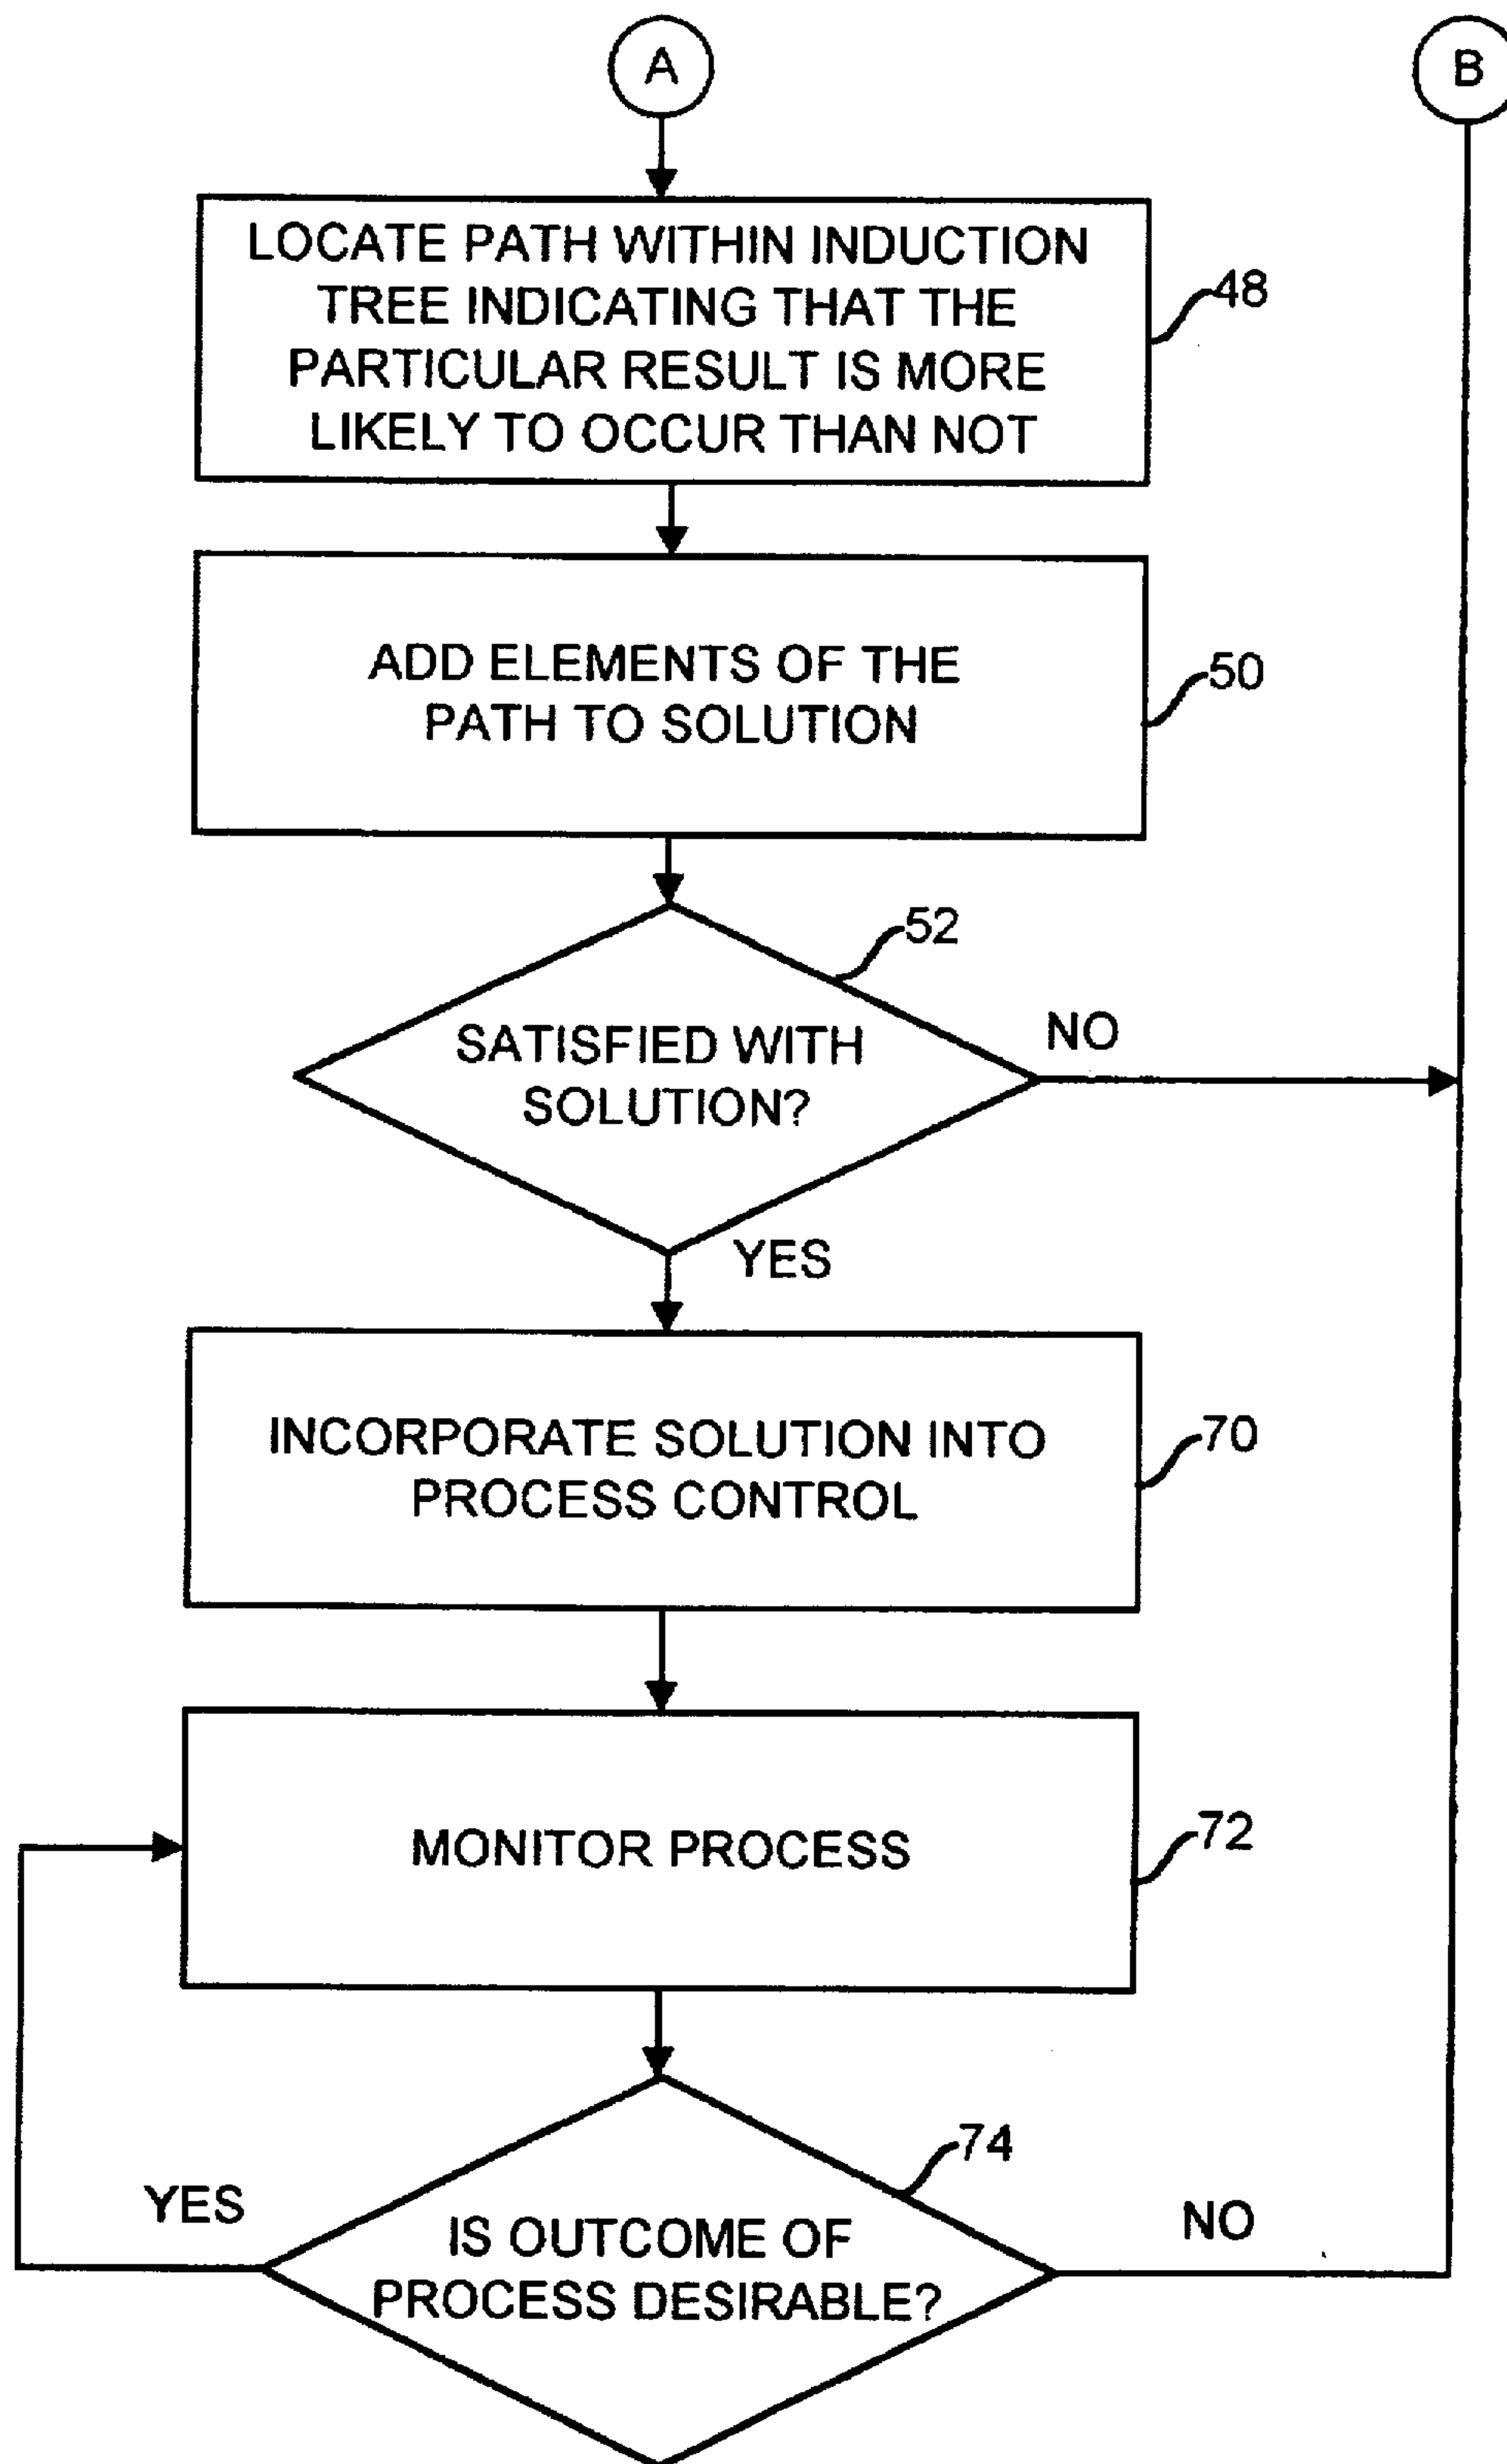 A
B
LOCATE PATH WITHIN INDUCTION
TREE INDICATING THAT THE
PARTICULAR RESULT IS MORE
LIKELY TO OCCUR THAN NOT
48
ADD ELEMENTS OF THE
PATH TO SOLUTION
50
52
SATISFIED WITH
SOLUTION?
NO
YES
INCORPORATE SOLUTION INTO
PROCESS CONTROL
70
MONITOR PROCESS
72
74
YES
IS OUTCOME OF
PROCESS DESIRABLE?
NO